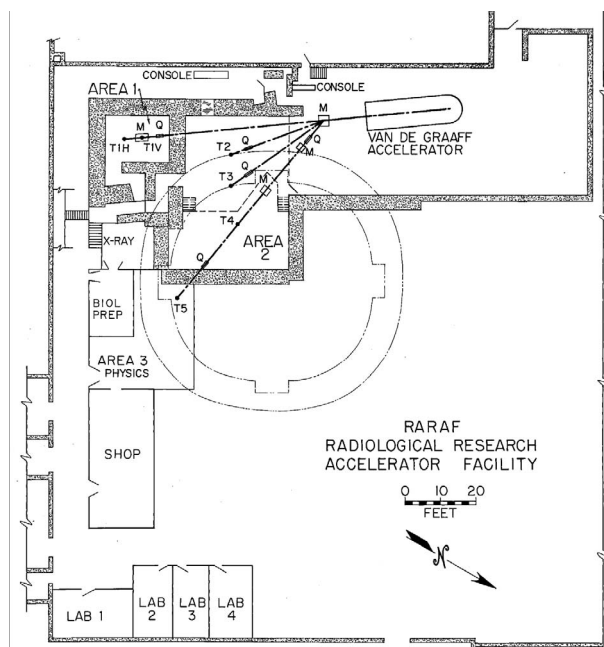 CONSOLE
CONSOLE
AREA 1
M
M
Q
T1H
T1V
VAN DE GRAAFF
ACCELERATOR
Q
T2
Q
M
Q
T3
M
T4
AREA
2
X-RAY
Q
T5
BIOL
PREP
AREA 3
PHYSICS
SHOP
RARAF
RADIOLOGICAL RESEARCH
ACCELERATOR FACILITY
0 10 20
FEET
N
LAB 1
LAB
2
LAB
3
LAB
4